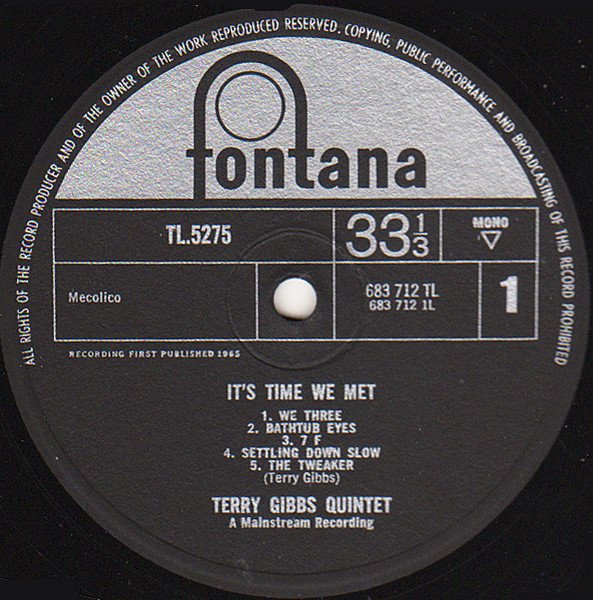 ALL RIGHTS OF THE RECORD PRODUCER AND OF THE OWNER OF THE WORK REPRODUCED RESERVED. COPYING, PUBLIC PERFORMANCE AND BROADCASTING OF THIS RECORD PROHIBITED
fontana
TL.5275
33 1/3
MONO
Mecolico
683 712 TL
683 712 1L
1
RECORDING FIRST PUBLISHED 1965
IT'S TIME WE MET
1. WE THREE
2. BATHTUB EYES
3. 7 F
4. SETTLING DOWN SLOW
5. THE TWEAKER
(Terry Gibbs)
TERRY GIBBS QUINTET
A Mainstream Recording